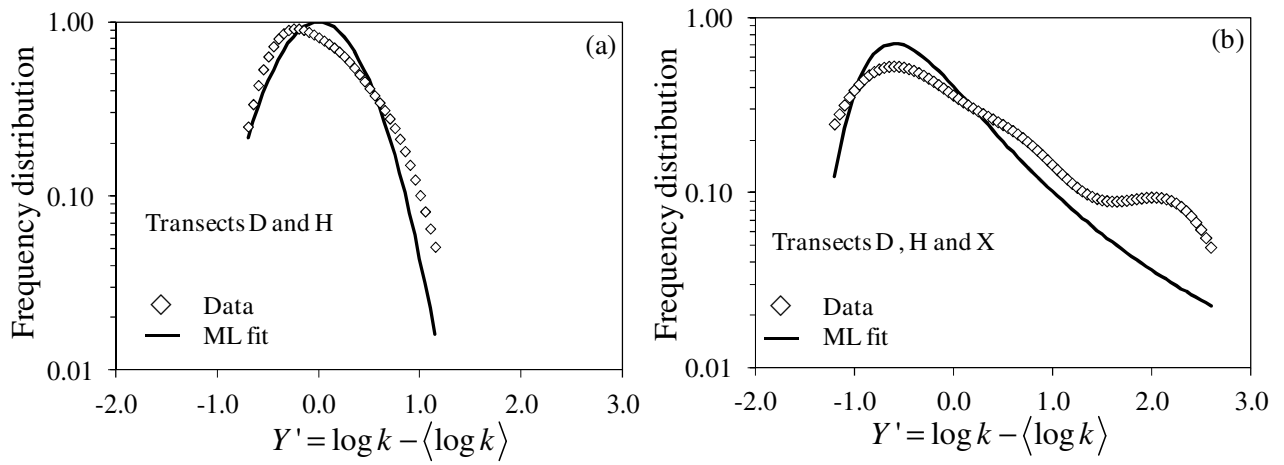 1.00
(a)
Frequency distribution
0.10
Transects D and H
Data
ML fit
0.01
-2.0 -1.0 0.0 1.0 2.0 3.0
Y' = log k − ⟨log k⟩
1.00
(b)
Frequency distribution
0.10
Transects D , H and X
Data
ML fit
0.01
-2.0 -1.0 0.0 1.0 2.0 3.0
Y' = log k − ⟨log k⟩